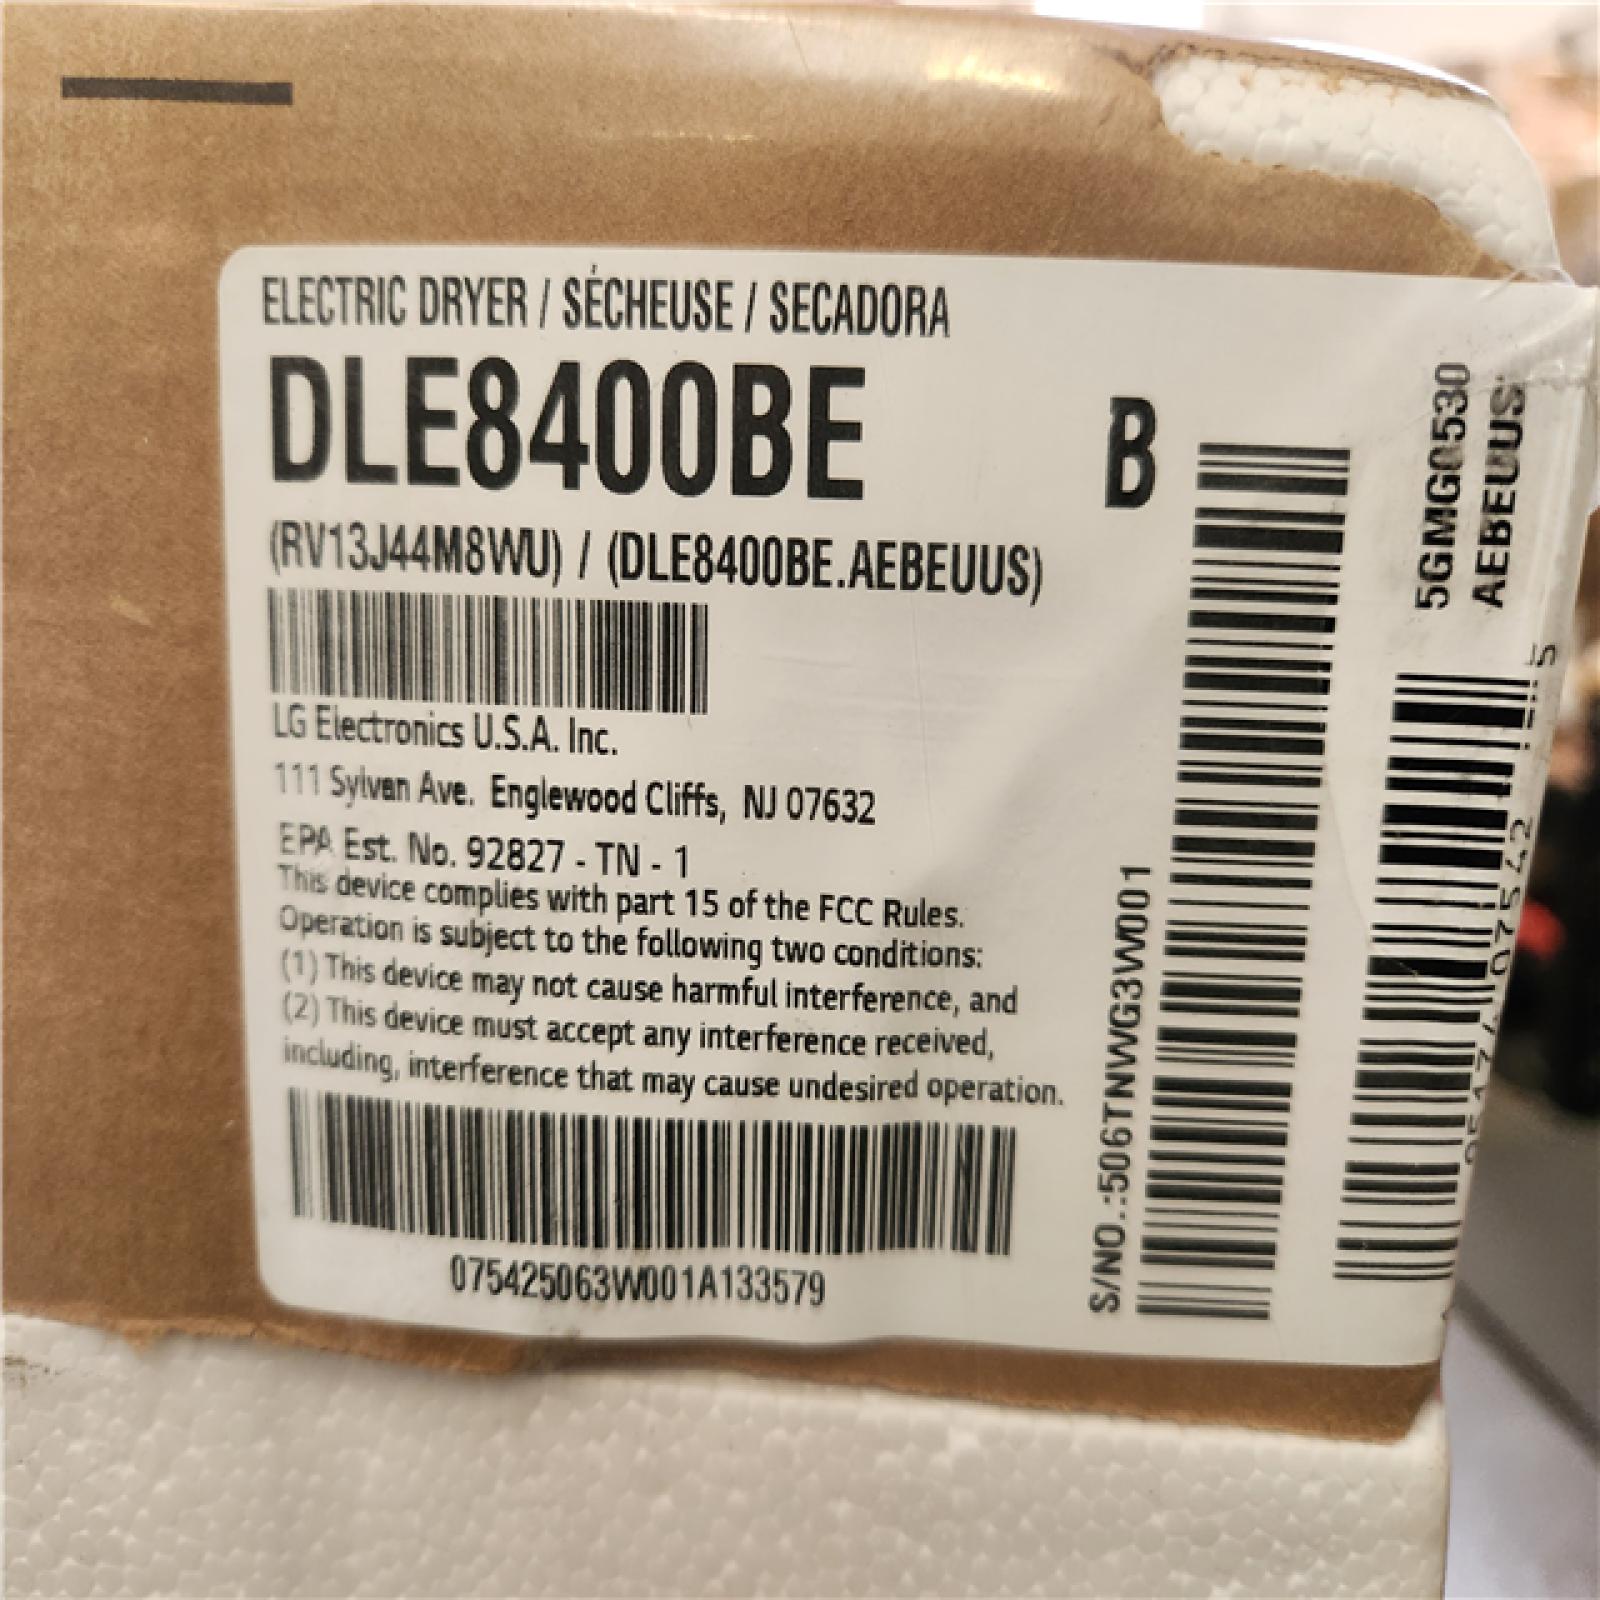 ELECTRIC DRYER / SÉCHEUSE / SECADORA
DLE8400BE
B
(RV13J44M8WU) / (DLE8400BE.AEBEUUS)
LG Electronics U.S.A. Inc.
111 Sylvan Ave. Englewood Cliffs, NJ 07632
EPA Est. No. 92827 - TN - 1
This device complies with part 15 of the FCC Rules.
Operation is subject to the following two conditions:
(1) This device may not cause harmful interference, and
(2) This device must accept any interference received,
including, interference that may cause undesired operation.
075425063W001A133579
S/NO.:506TNWG3W001
5GMG0530
AEBEUUS